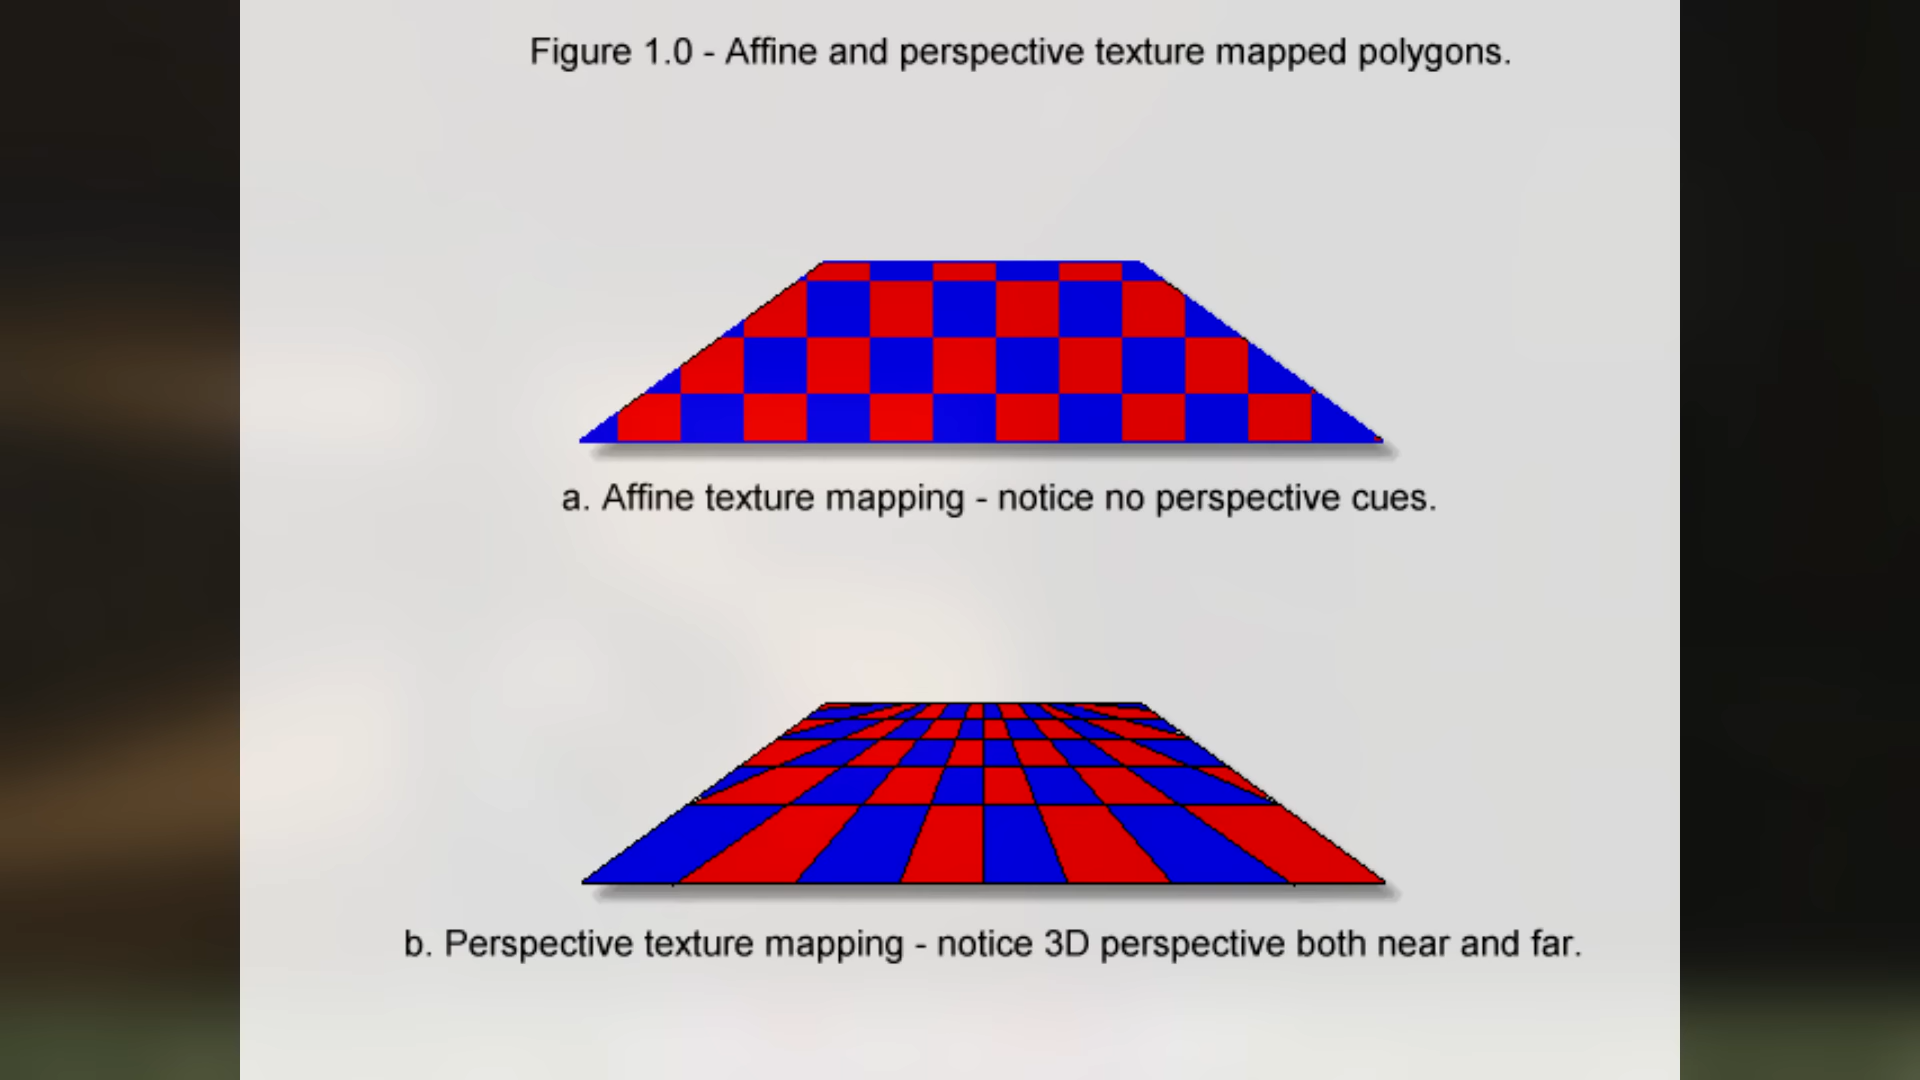 Figure 1.0 - Affine and perspective texture mapped polygons.
a. Affine texture mapping - notice no perspective cues.
b. Perspective texture mapping - notice 3D perspective both near and far.